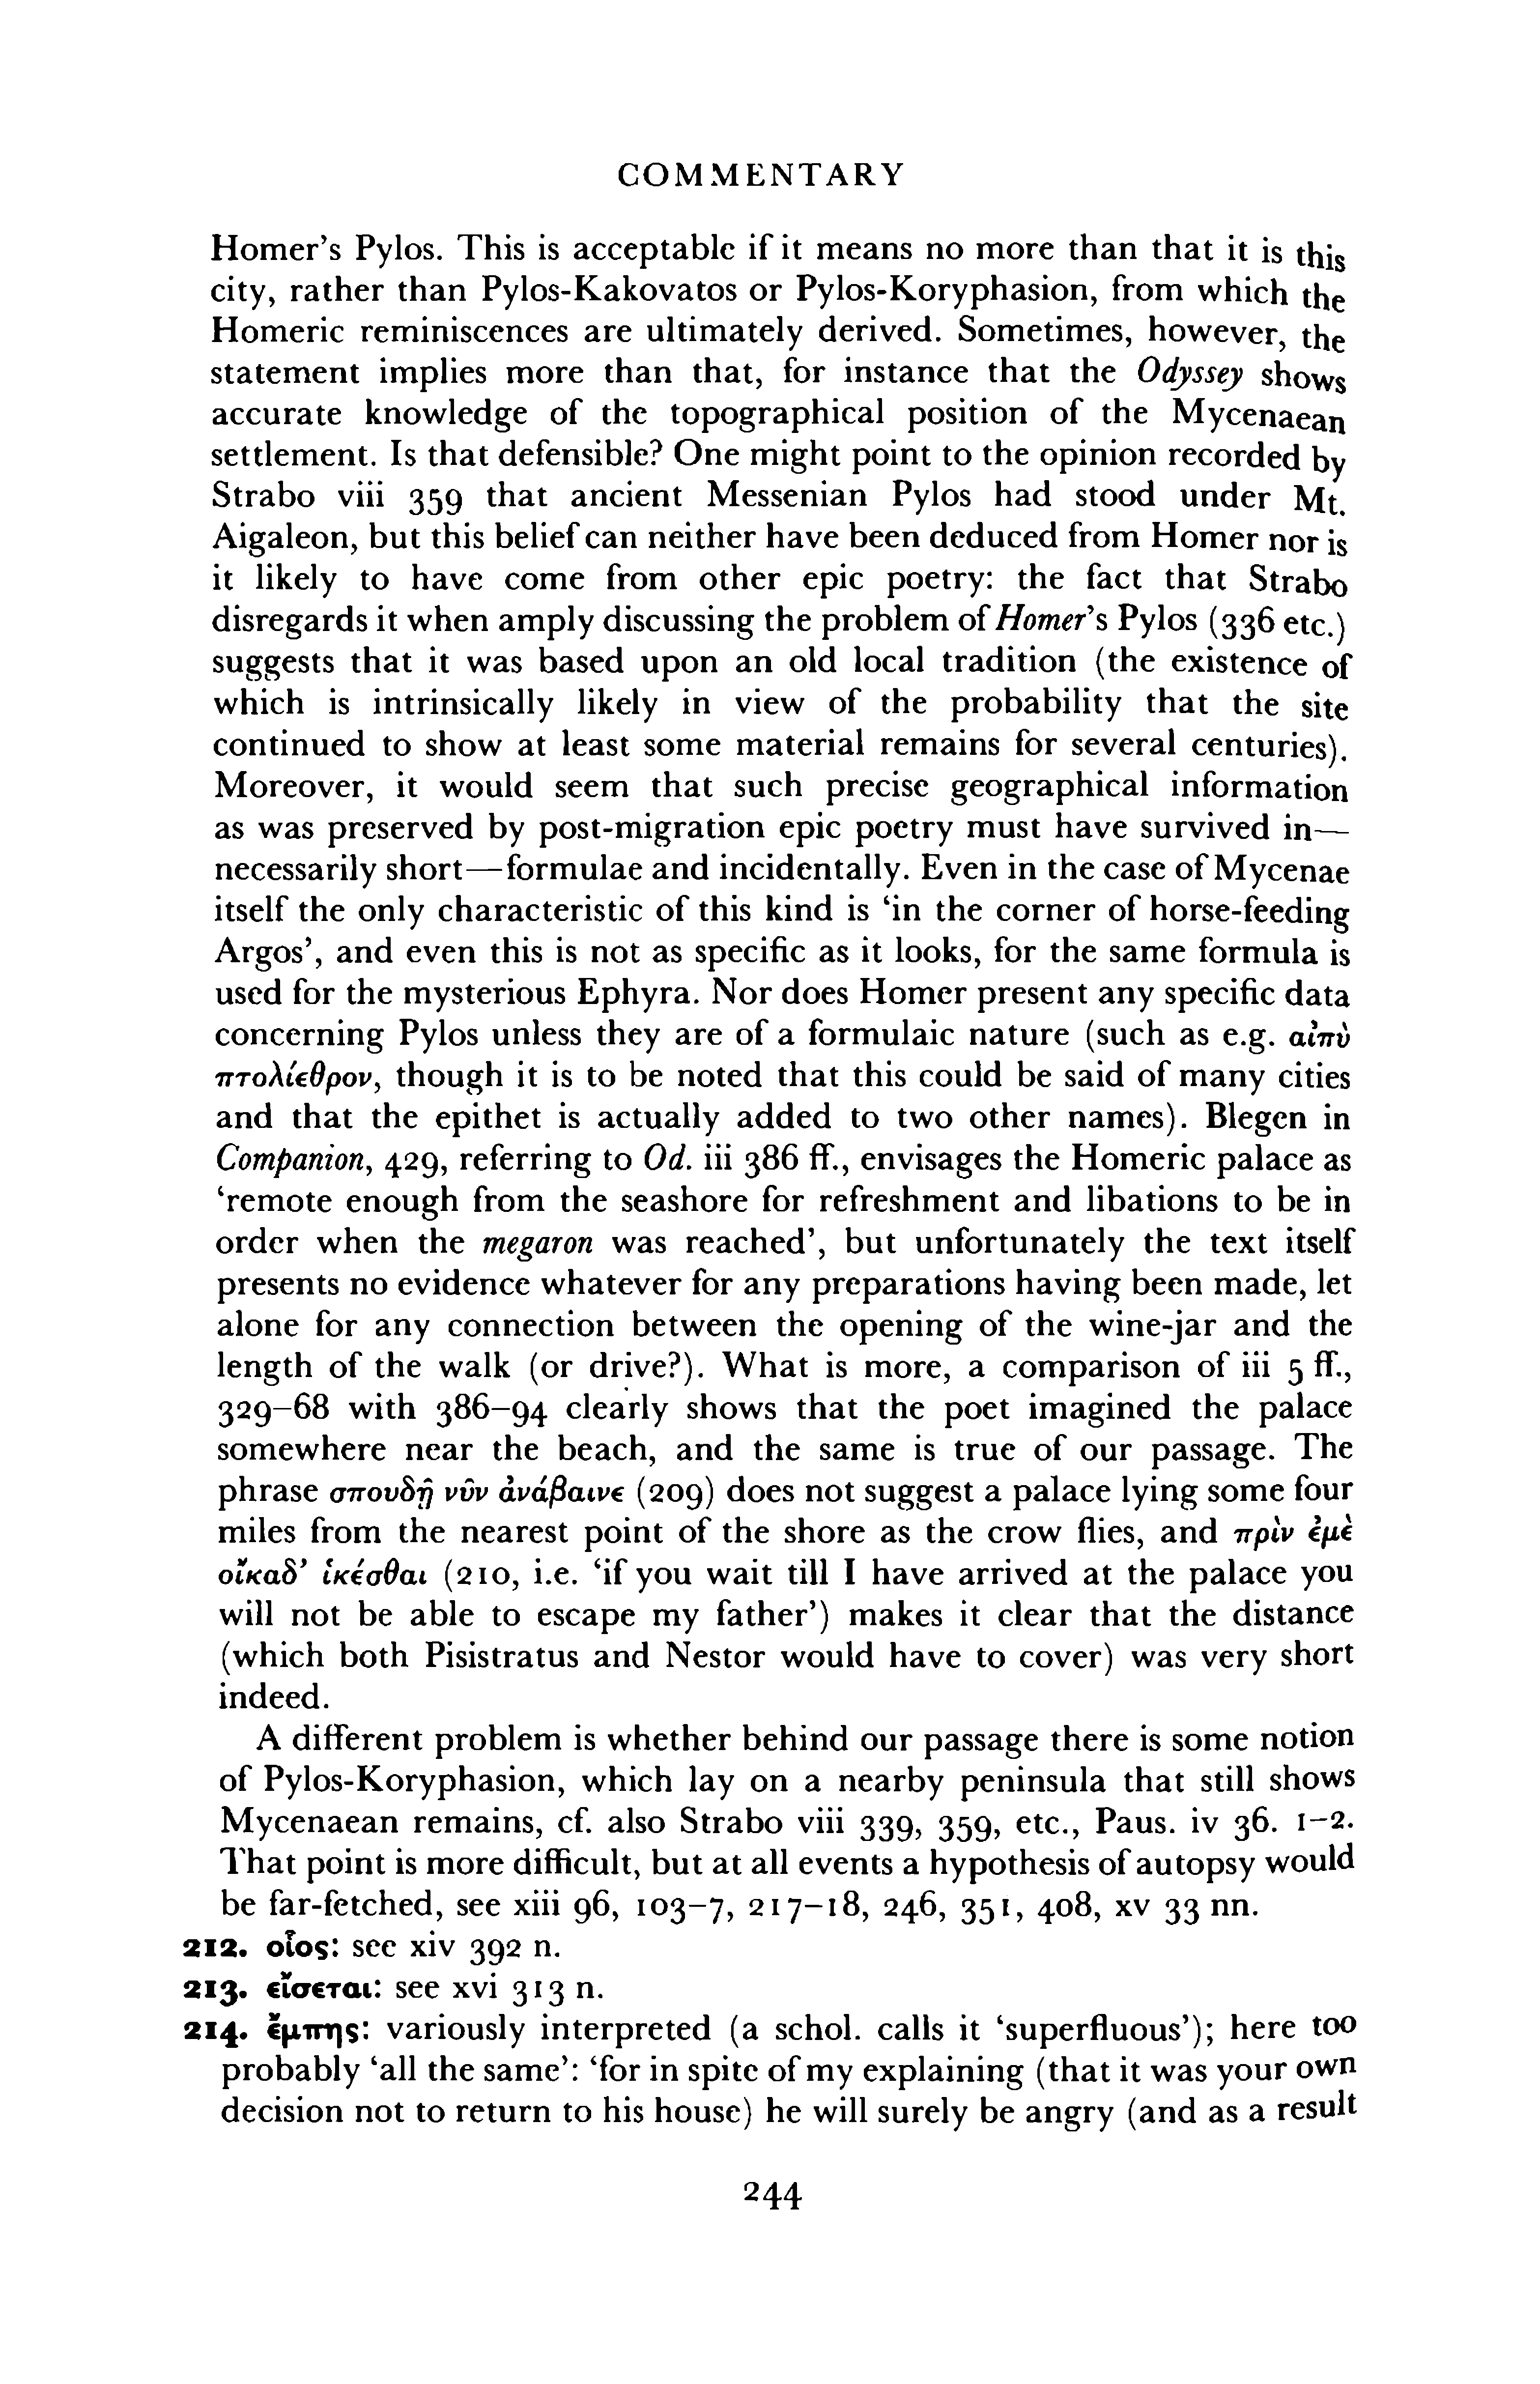 COMMENTARY
Homer's Pylos. This is acceptable if it means no more than that it is this
city, rather than Pylos-Kakovatos or Pylos-Koryphasion, from which the
Homeric reminiscences are ultimately derived. Sometimes, however, the
statement implies more than that, for instance that the Odyssey shows
accurate knowledge of the topographical position of the Mycenaean
settlement. Is that defensible? One might point to the opinion recorded by
Strabo viii 359 that ancient Messenian Pylos had stood under Mt.
Aigaleon, but this belief can neither have been deduced from Homer nor is
it likely to have come from other epic poetry: the fact that Strabo
disregards it when amply discussing the problem of Homer's Pylos (336 etc.)
suggests that it was based upon an old local tradition (the existence of
which is intrinsically likely in view of the probability that the site
continued to show at least some material remains for several centuries).
Moreover, it would seem that such precise geographical information
as was preserved by post-migration epic poetry must have survived in—
necessarily short—formulae and incidentally. Even in the case of Mycenae
itself the only characteristic of this kind is ‘in the corner of horse-feeding
Argos’, and even this is not as specific as it looks, for the same formula is
used for the mysterious Ephyra. Nor does Homer present any specific data
concerning Pylos unless they are of a formulaic nature (such as e.g. αἰπὺ
πτολίεθρον, though it is to be noted that this could be said of many cities
and that the epithet is actually added to two other names). Blegen in
Companion, 429, referring to Od. iii 386 ff., envisages the Homeric palace as
‘remote enough from the seashore for refreshment and libations to be in
order when the megaron was reached’, but unfortunately the text itself
presents no evidence whatever for any preparations having been made, let
alone for any connection between the opening of the wine-jar and the
length of the walk (or drive?). What is more, a comparison of iii 5 ff.,
329–68 with 386–94 clearly shows that the poet imagined the palace
somewhere near the beach, and the same is true of our passage. The
phrase σπουδῇ νῦν ἀνάβαινε (209) does not suggest a palace lying some four
miles from the nearest point of the shore as the crow flies, and πρὶν ἐμὲ
οἴκαδ’ ἱκέσθαι (210, i.e. ‘if you wait till I have arrived at the palace you
will not be able to escape my father’) makes it clear that the distance
(which both Pisistratus and Nestor would have to cover) was very short
indeed.
A different problem is whether behind our passage there is some notion
of Pylos-Koryphasion, which lay on a nearby peninsula that still shows
Mycenaean remains, cf. also Strabo viii 339, 359, etc., Paus. iv 36. 1–2.
That point is more difficult, but at all events a hypothesis of autopsy would
be far-fetched, see xiii 96, 103–7, 217–18, 246, 351, 408, xv 33 nn.
212. οἷος: see xiv 392 n.
213. εἴσεται: see xvi 313 n.
214. ἔμπης: variously interpreted (a schol. calls it ‘superfluous’); here too
probably ‘all the same’: ‘for in spite of my explaining (that it was your own
decision not to return to his house) he will surely be angry (and as a result
244